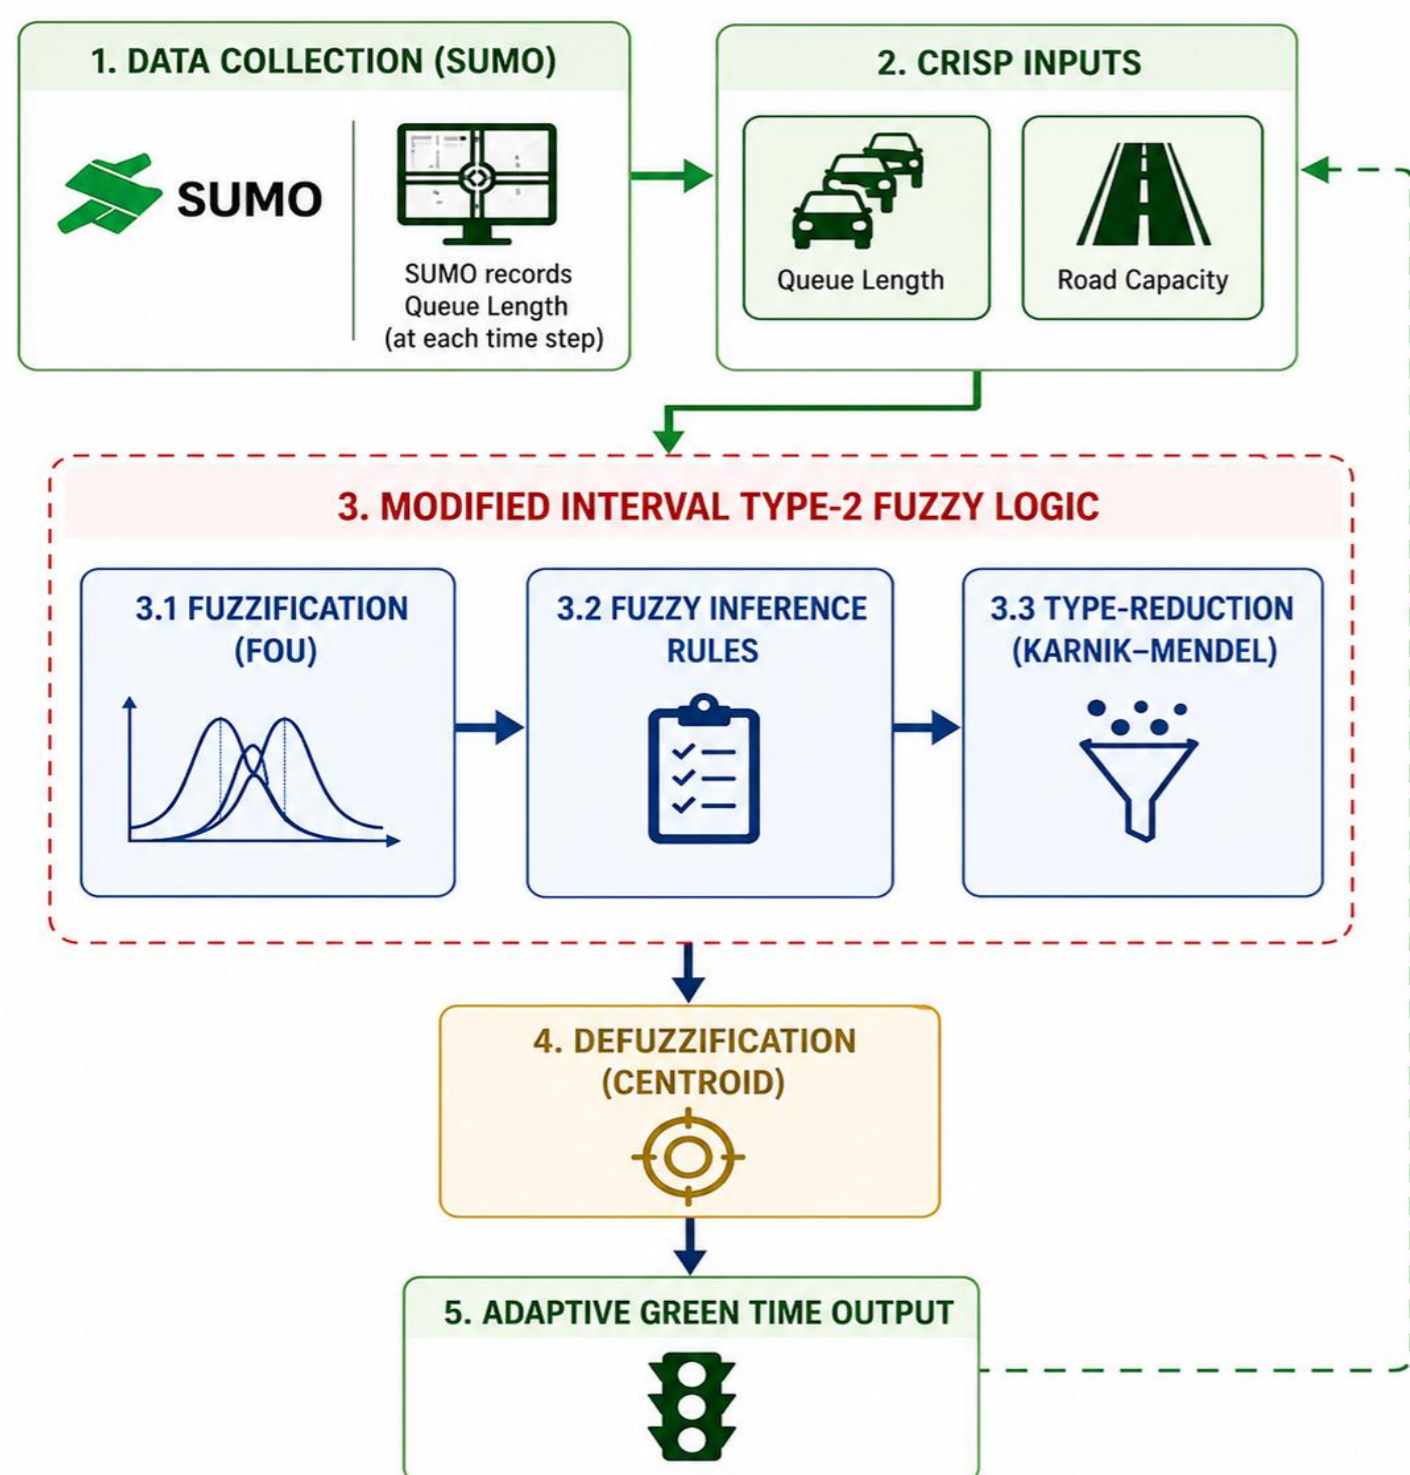 1. DATA COLLECTION (SUMO)
SUMO
SUMO records
Queue Length
(at each time step)
2. CRISP INPUTS
Queue Length
Road Capacity
3. MODIFIED INTERVAL TYPE-2 FUZZY LOGIC
3.1 FUZZIFICATION
(FOU)
3.2 FUZZY INFERENCE
RULES
3.3 TYPE-REDUCTION
(KARNIK–MENDEL)
4. DEFUZZIFICATION
(CENTROID)
5. ADAPTIVE GREEN TIME OUTPUT